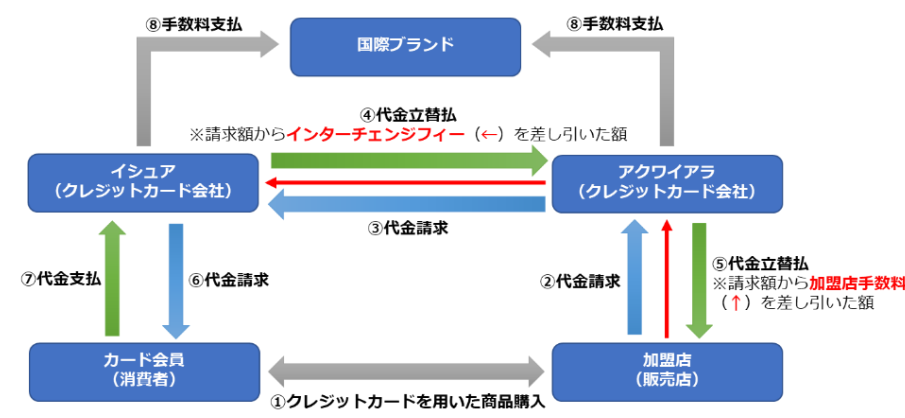 ⑧手数料支払
国際ブランド
⑧手数料支払
④代金立替払
※請求額からインターチェンジフィー（←）を差し引いた額
イシュア
（クレジットカード会社）
アクワイアラ
（クレジットカード会社）
③代金請求
⑦代金支払
⑥代金請求
②代金請求
⑤代金立替払
※請求額から加盟店手数料
（↑）を差し引いた額
カード会員
（消費者）
加盟店
（販売店）
①クレジットカードを用いた商品購入